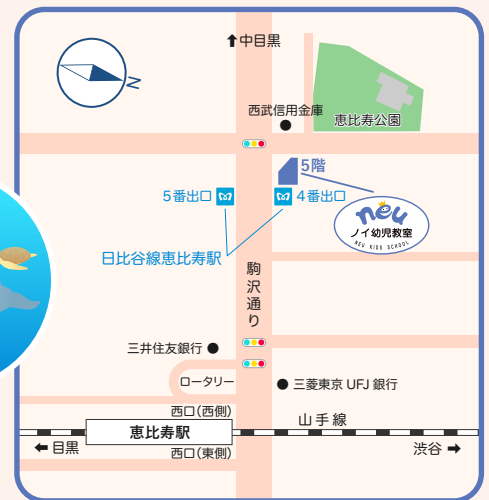 ↑中目黒
N
西武信用金庫
恵比寿公園
5階
5番出口
4番出口
neu
ノイ幼児教室
NEU KIDS SCHOOL
日比谷線恵比寿駅
駒沢通り
三井住友銀行
ロータリー
三菱東京UFJ銀行
西口(西側)
山手線
恵比寿駅
←目黒
渋谷→
西口(東側)